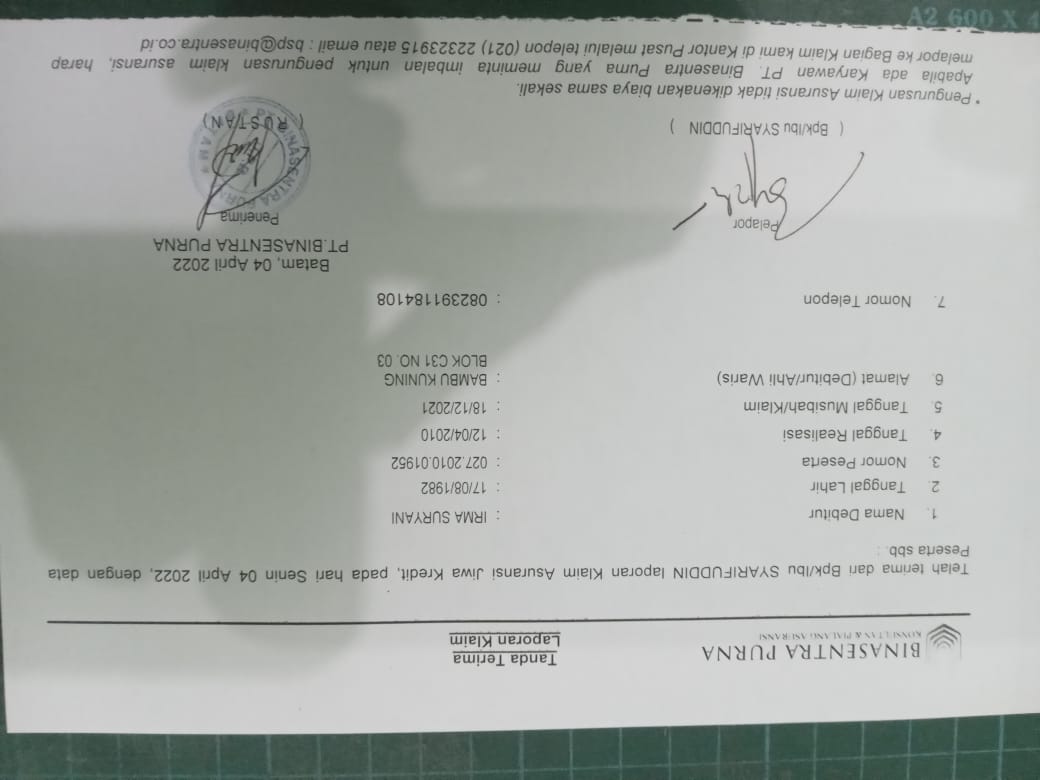 BINASENTRA PURNA
KONSULTAN & PIALANG ASURANSI
Tanda Terima
Laporan Klaim
Telah terima dari Bpk/Ibu SYARIFUDDIN laporan Klaim Asuransi Jiwa Kredit, pada hari Senin 04 April 2022, dengan data
Peserta sbb. :
1. Nama Debitur : IRMA SURYANI
2. Tanggal Lahir : 17/08/1982
3. Nomor Peserta : 027.2010.01952
4. Tanggal Realisasi : 12/04/2010
5. Tanggal Musibah/Klaim : 18/12/2021
6. Alamat (Debitur/Ahli Waris) : BAMBU KUNING
BLOK C31 NO. 03
7. Nomor Telepon : 082391184108
Batam, 04 April 2022
PT.BINASENTRA PURNA
Pelapor
Penerima
( Bpk/Ibu SYARIFUDDIN )
( RUSTAN )
* Pengurusan Klaim Asuransi tidak dikenakan biaya sama sekali.
Apabila ada Karyawan PT. Binasentra Purna yang meminta imbalan untuk pengurusan klaim asuransi, harap
melapor ke Bagian Klaim kami di Kantor Pusat melalui telepon (021) 22323915 atau email : bsp@binasentra.co.id
A2 600 X 4